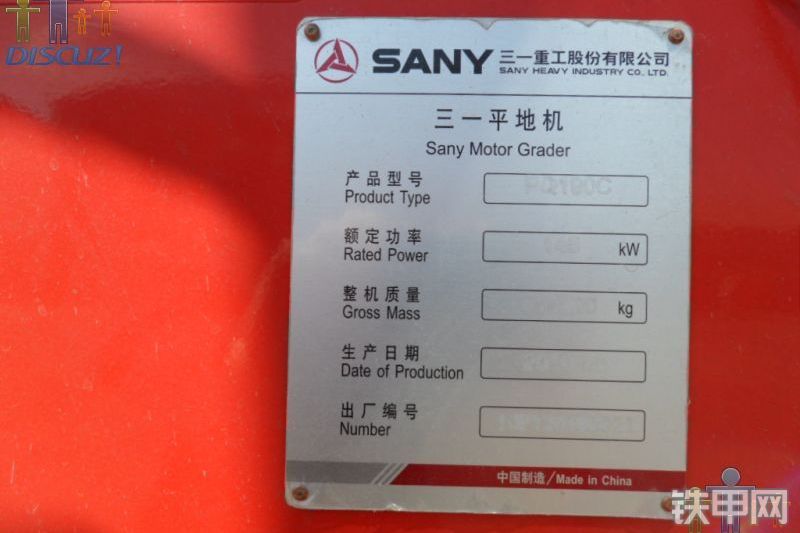 DISCUZ!
SANY 三一重工股份有限公司
SANY HEAVY INDUSTRY CO., LTD.
三一平地机
Sany Motor Grader
产品型号
Product Type
PQ190C
额定功率
Rated Power
kW
整机质量
Gross Mass
kg
生产日期
Date of Production
出厂编号
Number
中国制造/Made in China
铁甲网